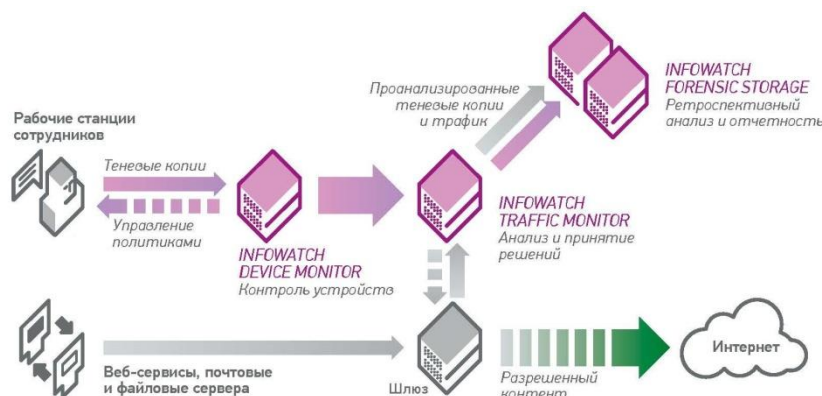 INFOWATCH
FORENSIC STORAGE
Ретроспективный
анализ и отчетность
Проанализированные
теневые копии
и трафик
Рабочие станции
сотрудников
Теневые копии
Управление
политиками
INFOWATCH
DEVICE MONITOR
Контроль устройств
INFOWATCH
TRAFFIC MONITOR
Анализ и принятие
решений
Веб-сервисы, почтовые
и файловые сервера
Шлюз
Разрешенный
контент
Интернет